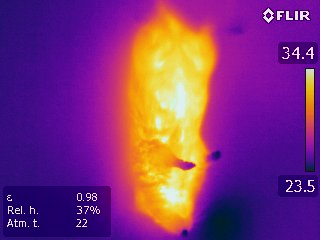 FLIR
34.4
23.5
ε 0.98
Rel. h. 37%
Atm. t. 22